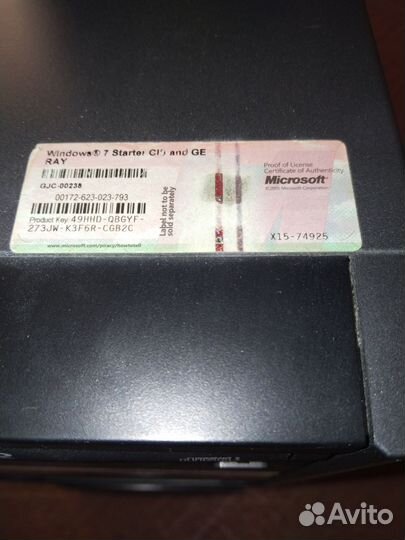 Windows® 7 Starter CIS and GE
RAY
GJC-00238
00172-623-023-793
Product Key: 49HHD-QBGYF-
273JW-K3F6R-CGB2C
www.microsoft.com/piracy/howtotell
Label not to be
sold separately
Proof of License
Certificate of Authenticity
Microsoft
Microsoft Corporation
X15-74925
Avito